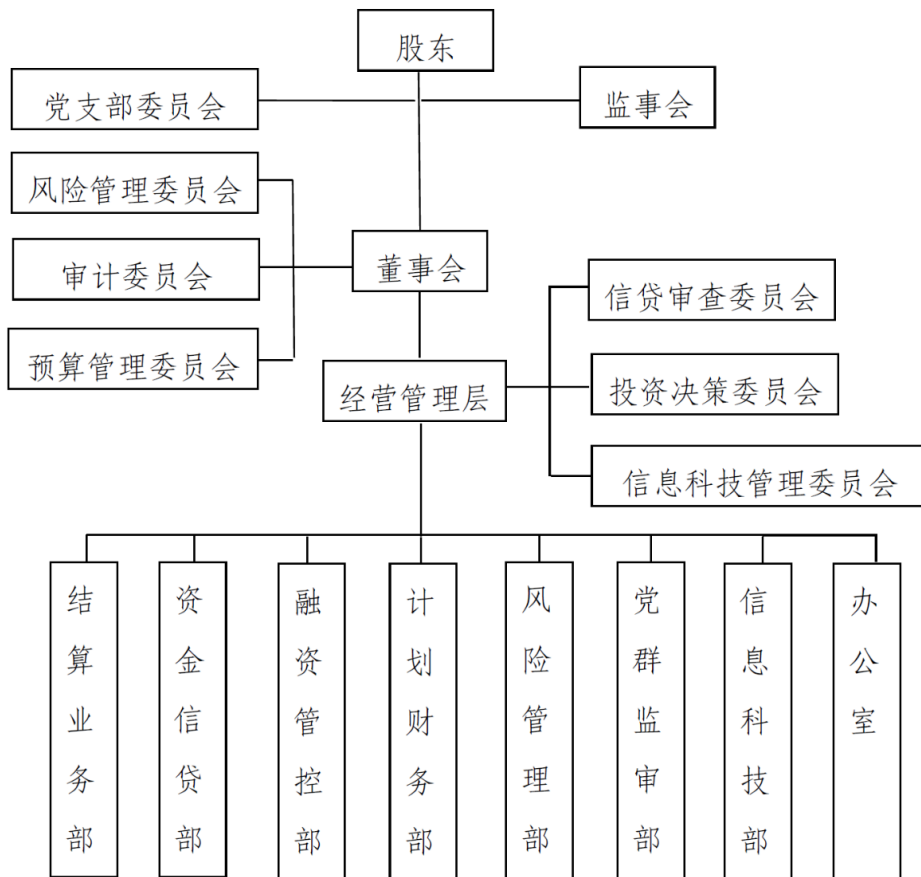 股东
党支部委员会
监事会
风险管理委员会
审计委员会
董事会
预算管理委员会
信贷审查委员会
经营管理层
投资决策委员会
信息科技管理委员会
结算业务部
资金信贷部
融资管控部
计划财务部
风险管理部
党群监审部
信息科技部
办公室